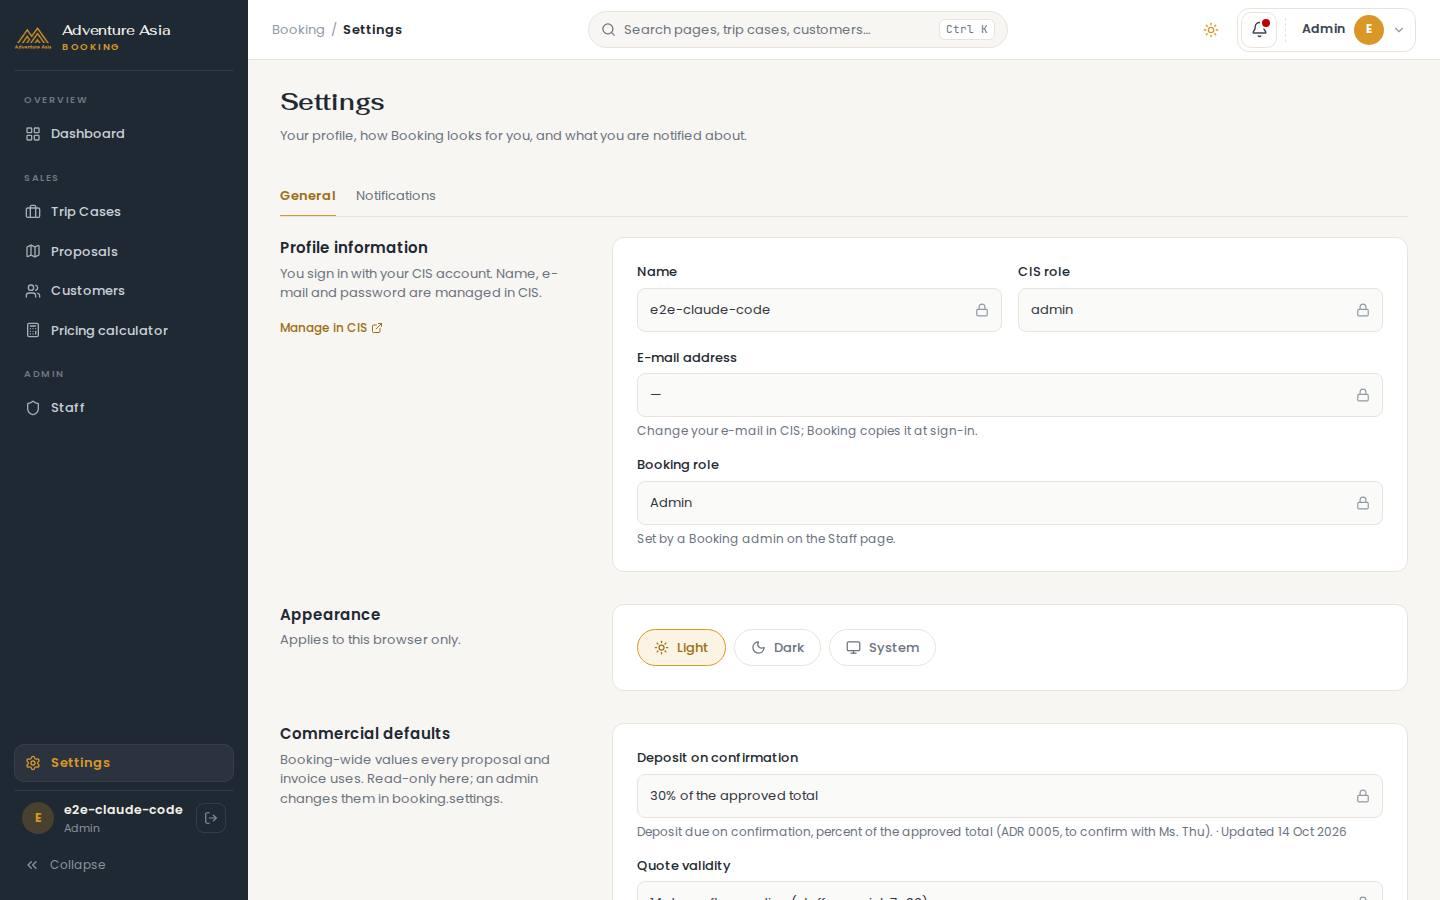 Adventure Asia
BOOKING
Adventure Asia
OVERVIEW
Dashboard
SALES
Trip Cases
Proposals
Customers
Pricing calculator
ADMIN
Staff
Settings
E
e2e-claude-code
Admin
Collapse
Booking / Settings
Search pages, trip cases, customers...
Ctrl K
Admin
E
Settings
Your profile, how Booking looks for you, and what you are notified about.
General
Notifications
Profile information
You sign in with your CIS account. Name, e-
mail and password are managed in CIS.
Manage in CIS
Name
CIS role
e2e-claude-code
admin
E-mail address
—
Change your e-mail in CIS; Booking copies it at sign-in.
Booking role
Admin
Set by a Booking admin on the Staff page.
Appearance
Applies to this browser only.
Light
Dark
System
Commercial defaults
Booking-wide values every proposal and
invoice uses. Read-only here; an admin
changes them in booking.settings.
Deposit on confirmation
30% of the approved total
Deposit due on confirmation, percent of the approved total (ADR 0005, to confirm with Ms. Thu). · Updated 14 Oct 2026
Quote validity